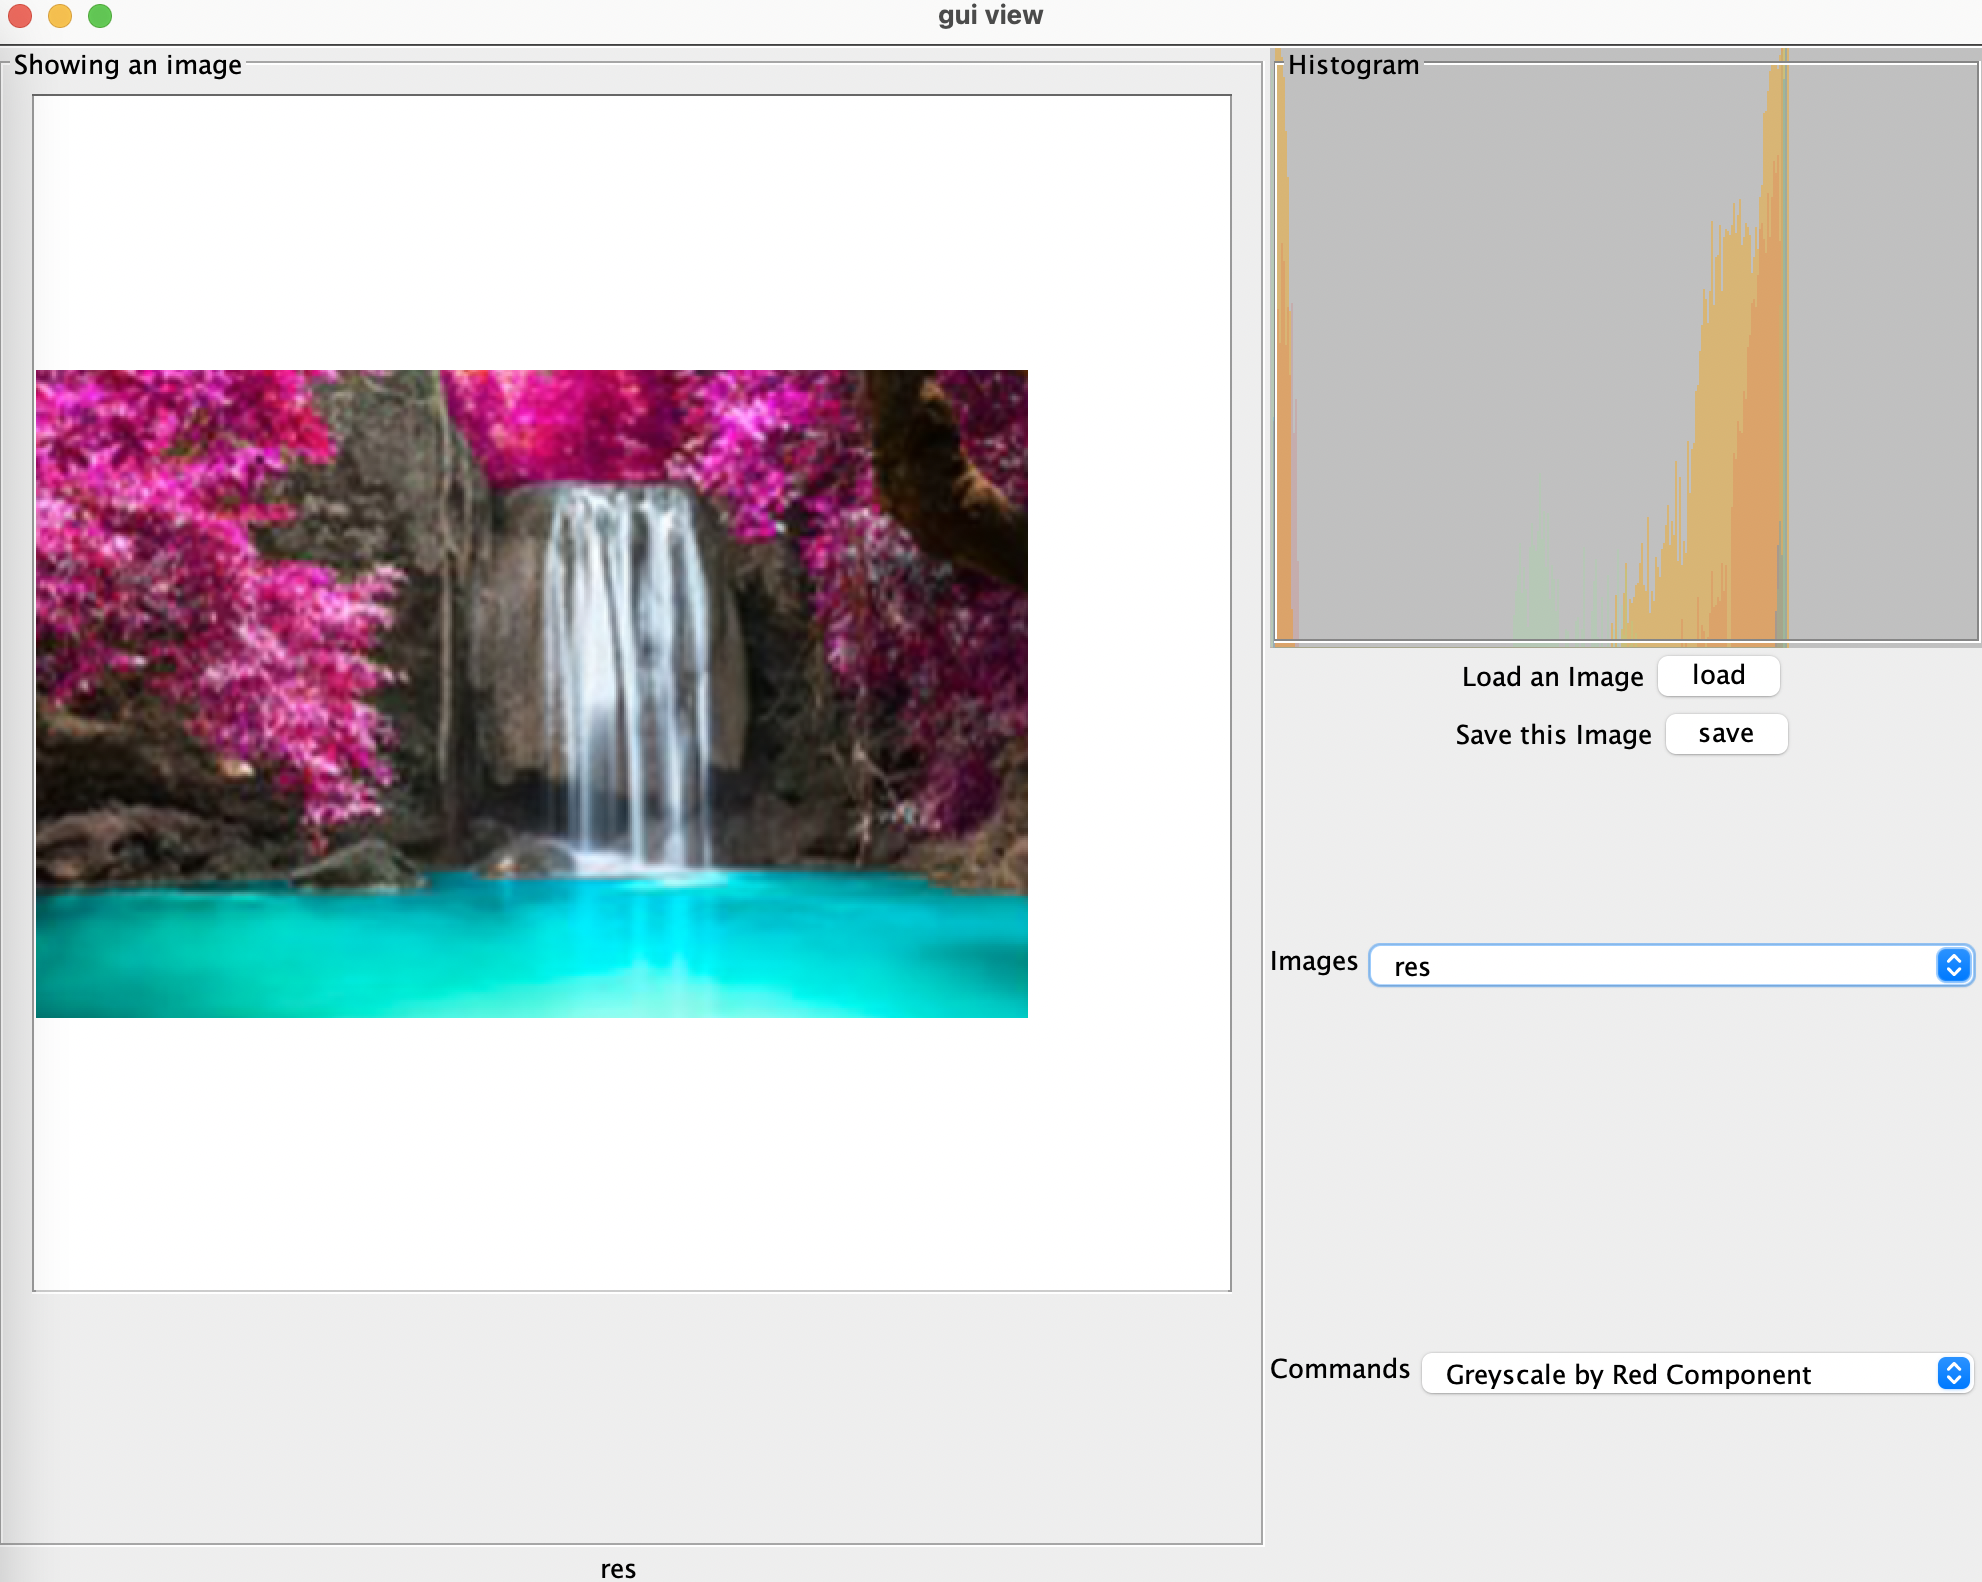 gui view
Showing an image
Histogram
Load an Image load
Save this Image save
Images res
Commands Greyscale by Red Component
res